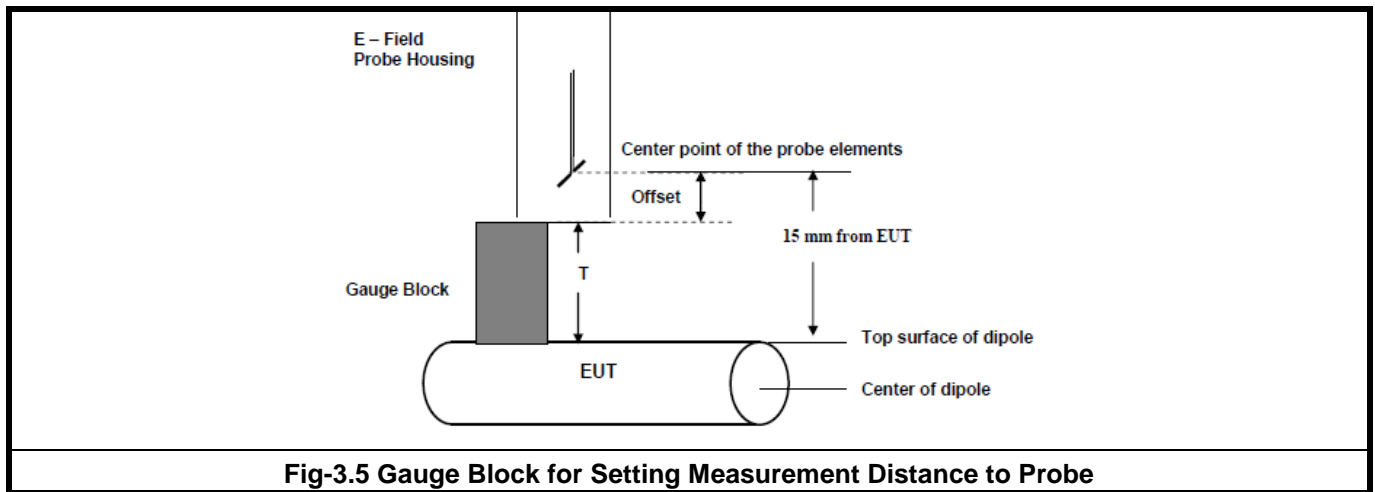 E – Field
Probe Housing
Center point of the probe elements
Offset
15 mm from EUT
T
Gauge Block
Top surface of dipole
EUT
Center of dipole
Fig-3.5 Gauge Block for Setting Measurement Distance to Probe